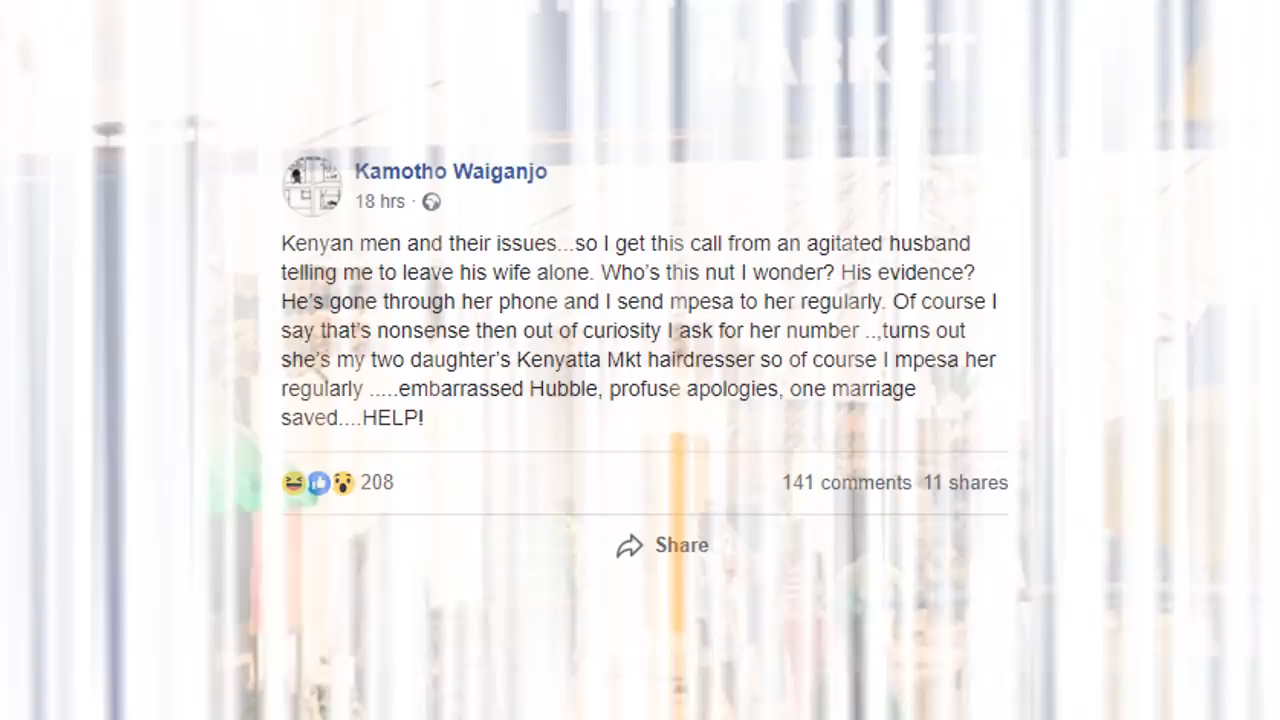 MARKET
Kamotho Waiganjo
18 hrs ·
Kenyan men and their issues...so I get this call from an agitated husband
telling me to leave his wife alone. Who's this nut I wonder? His evidence?
He's gone through her phone and I send mpesa to her regularly. Of course I
say that's nonsense then out of curiosity I ask for her number ..,turns out
she's my two daughter's Kenyatta Mkt hairdresser so of course I mpesa her
regularly .....embarrassed Hubble, profuse apologies, one marriage
saved....HELP!
208
141 comments 11 shares
Share